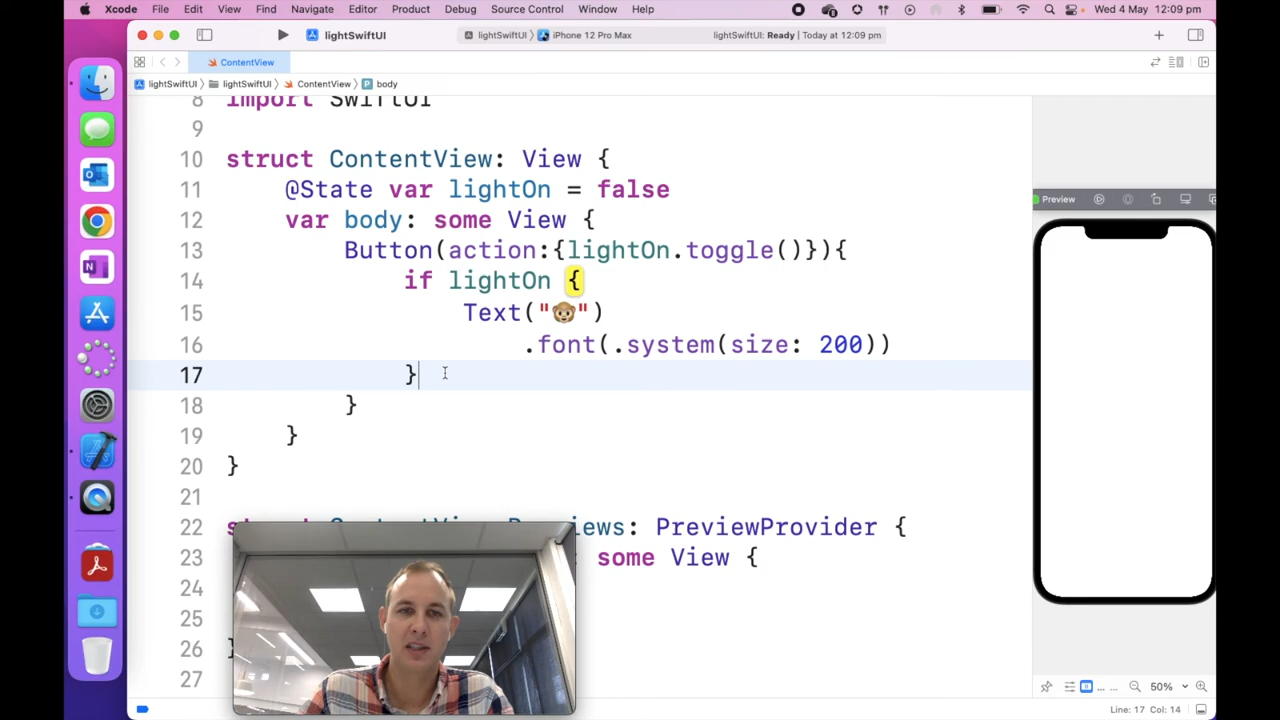 Xcode File Edit View Find Navigate Editor Product Debug Source Control Window Help Wed 4 May 12:09 pm
lightSwiftUI lightSwiftUI 〉 iPhone 12 Pro Max lightSwiftUI: Ready | Today at 12:09 pm
ContentView
lightSwiftUI 〉 lightSwiftUI 〉 ContentView 〉 P body
8 import SwiftUI
9
10 struct ContentView: View {
11 @State var lightOn = false
12 var body: some View {
13 Button(action:{lightOn.toggle()}){
14 if lightOn {
15 Text("🐵")
16 .font(.system(size: 200))
17 }
18 }
19 }
20 }
21
22 PreviewProvider {
23 some View {
24
25
26
27
Preview
50%
Line: 17 Col: 14